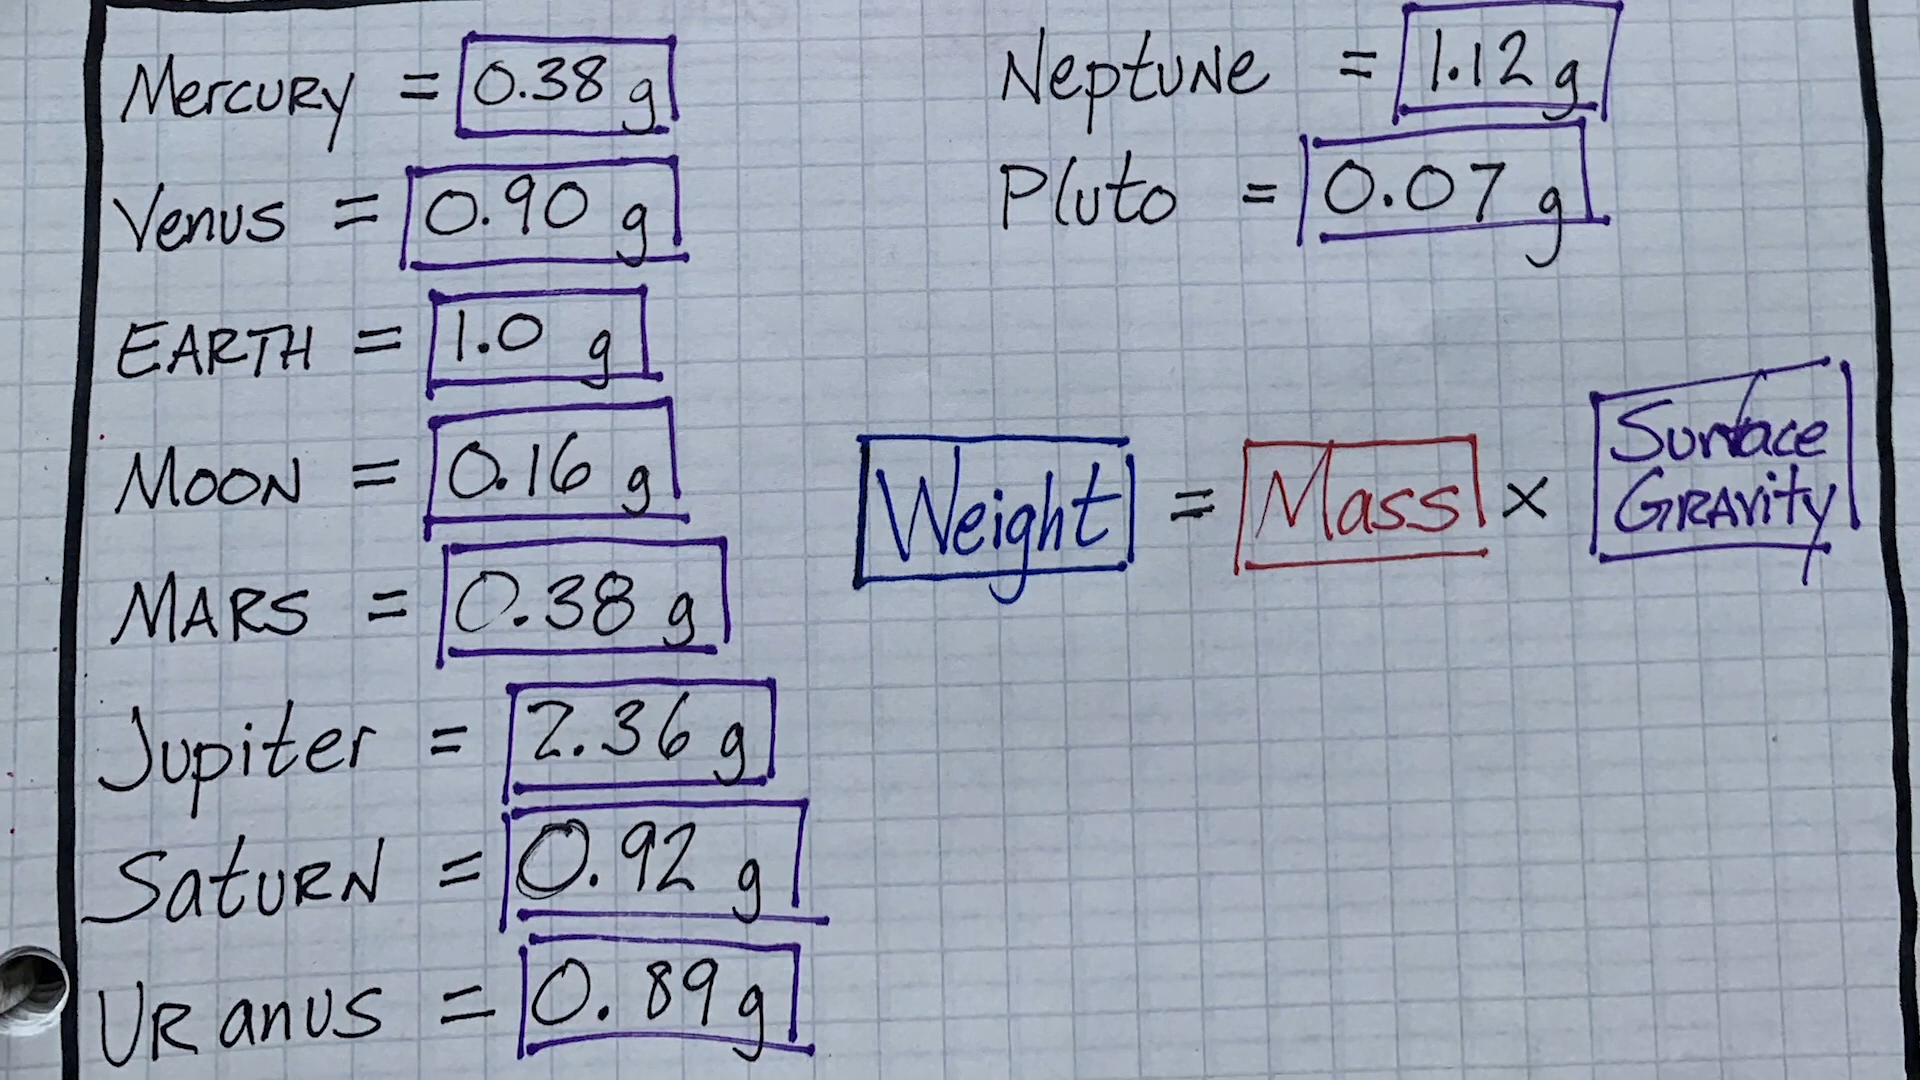 Mercury = 0.38 g
Venus = 0.90 g
EARTH = 1.0 g
MOON = 0.16 g
MARS = 0.38 g
Jupiter = 2.36 g
SatURN = 0.92 g
URanus = 0.89 g
Neptune = 1.12 g
Pluto = 0.07 g
Weight = Mass x Surface
GRAVity